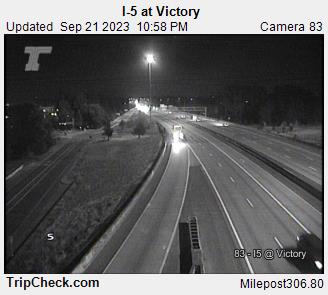 I-5 at Victory
Updated Sep 21 2023 10:58 PM Camera 83
T
S
83 - I5 @ Victory
TripCheck.com Milepost306.80